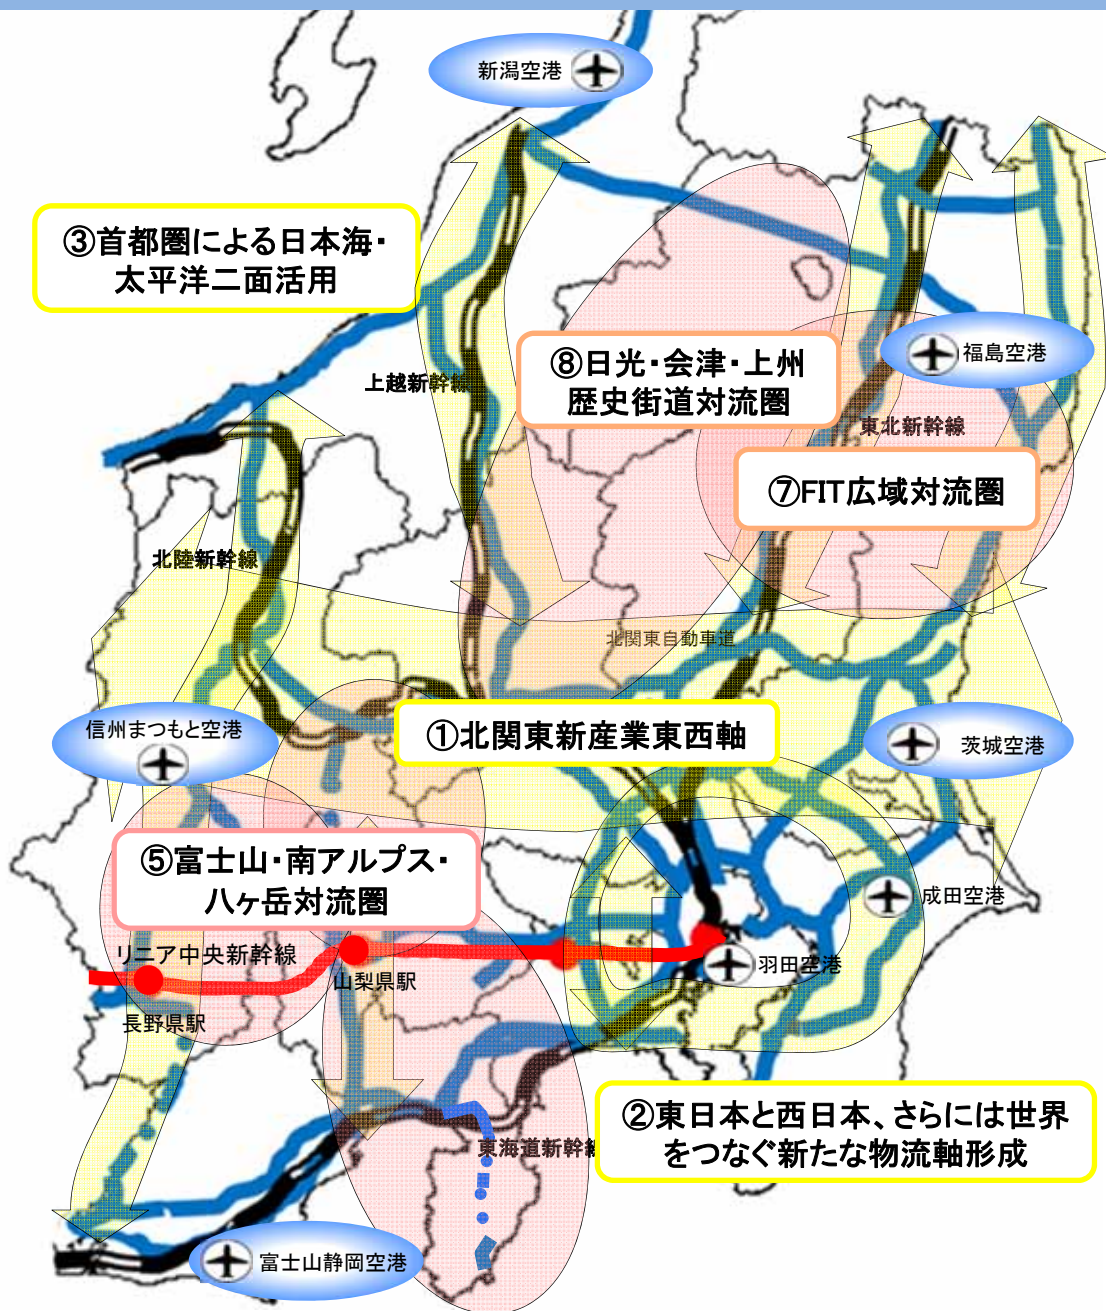 新潟空港
③首都圏による日本海・
太平洋二面活用
上越新幹線
⑧日光・会津・上州
歴史街道対流圏
福島空港
東北新幹線
⑦FIT広域対流圏
北陸新幹線
北関東自動車道
信州まつもと空港
①北関東新産業東西軸
茨城空港
⑤富士山・南アルプス・
八ヶ岳対流圏
成田空港
リニア中央新幹線
羽田空港
山梨県駅
長野県駅
②東日本と西日本、さらには世界
をつなぐ新たな物流軸形成
東海道新幹線
富士山静岡空港